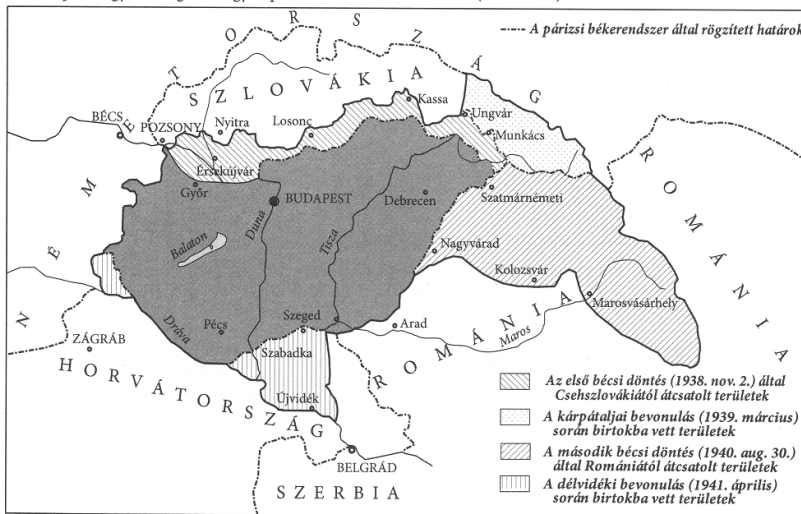 A párizsi békerendszer által rögzített határok
NÉMETORSZÁG
SZLOVÁKIA
BÉCS
POZSONY
Nyitra
Losonc
Kassa
Ungvár
Munkács
Érsekújvár
Győr
BUDAPEST
Debrecen
Szatmárnémeti
ROMÁNIA
Balaton
Duna
Tisza
Nagyvárad
Kolozsvár
Marosvásárhely
Dráva
Pécs
Szeged
Arad
Maros
ROMÁNIA
ZÁGRÁB
Szabadka
HORVÁTORSZÁG
Újvidék
BELGRÁD
SZERBIA
Az első bécsi döntés (1938. nov. 2.) által
Csehszlovákiától átcsatolt területek
A kárpátaljai bevonulás (1939. március)
során birtokba vett területek
A második bécsi döntés (1940. aug. 30.)
által Romániától átcsatolt területek
A délvidéki bevonulás (1941. április)
során birtokba vett területek